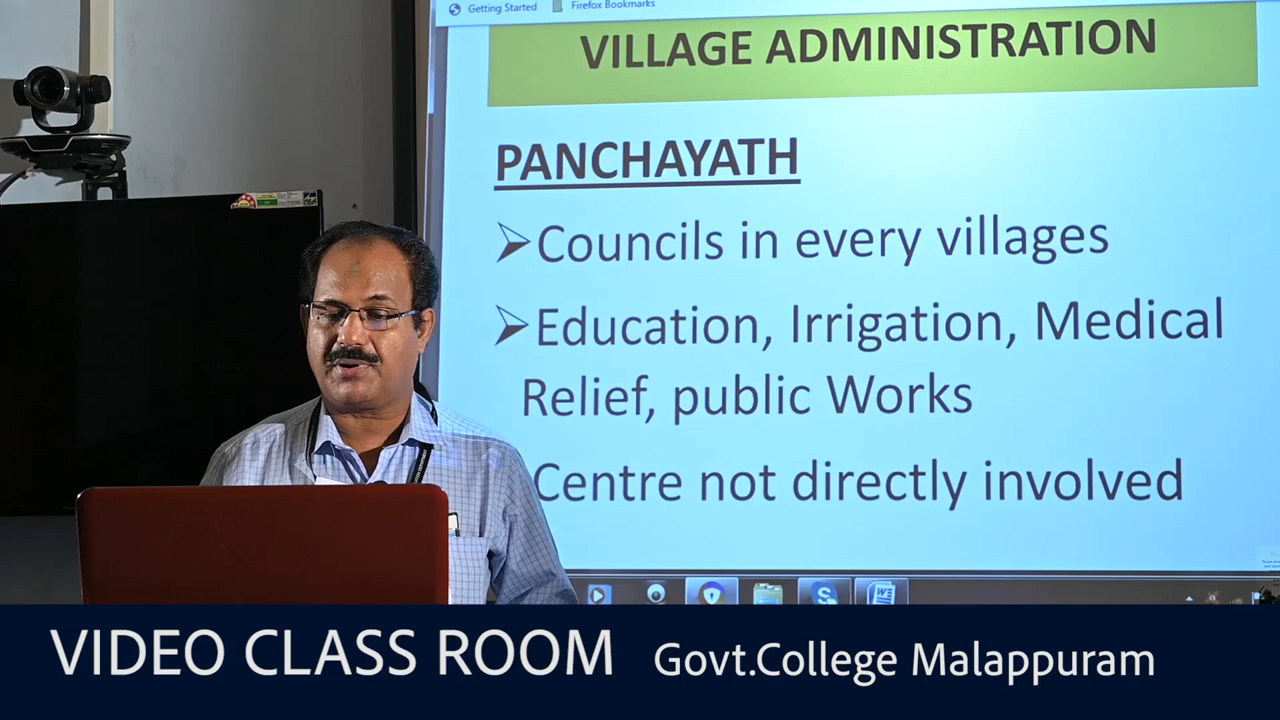 Getting Started Firefox Bookmarks
VILLAGE ADMINISTRATION
PANCHAYATH
Councils in every villages
Education, Irrigation, Medical
Relief, public Works
Centre not directly involved
VIDEO CLASS ROOM Govt.College Malappuram